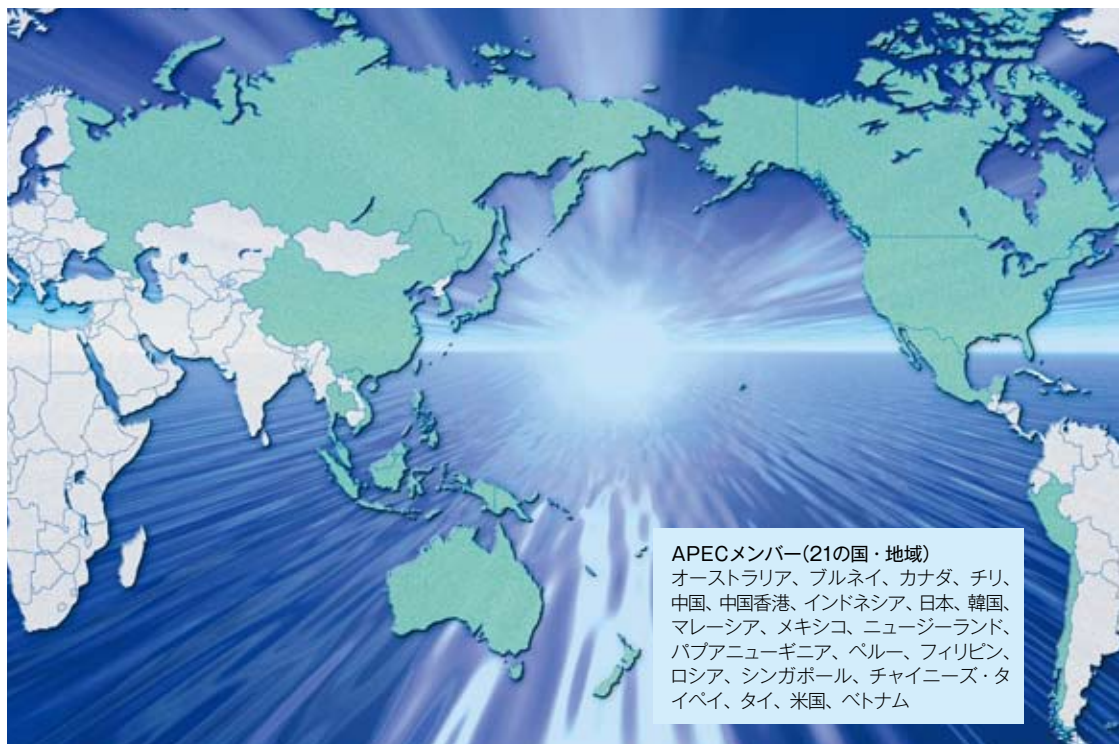 APECメンバー(21の国・地域)
オーストラリア、ブルネイ、カナダ、チリ、
中国、中国香港、インドネシア、日本、韓国、
マレーシア、メキシコ、ニュージーランド、
パプアニューギニア、ペルー、フィリピン、
ロシア、シンガポール、チャイニーズ・タ
イペイ、タイ、米国、ベトナム